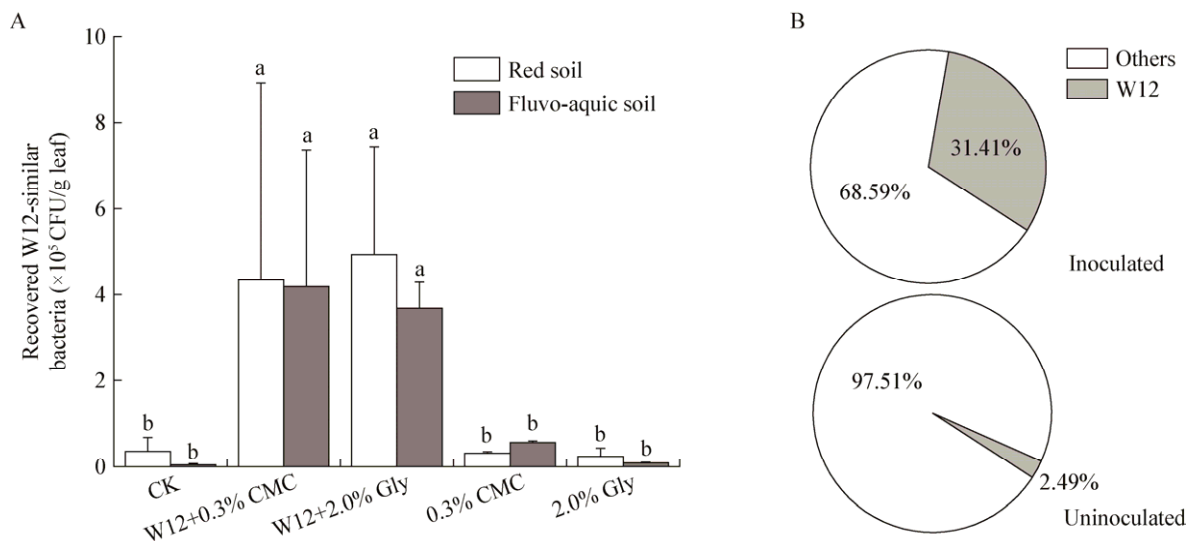 A
Recovered W12-similar
bacteria (×10⁵ CFU/g leaf)
10
8
6
4
2
0
Red soil
Fluvo-aquic soil
b
b
a
a
a
a
b
b
b
b
CK
W12+0.3% CMC
W12+2.0% Gly
0.3% CMC
2.0% Gly
B
Others
W12
31.41%
68.59%
Inoculated
97.51%
2.49%
Uninoculated